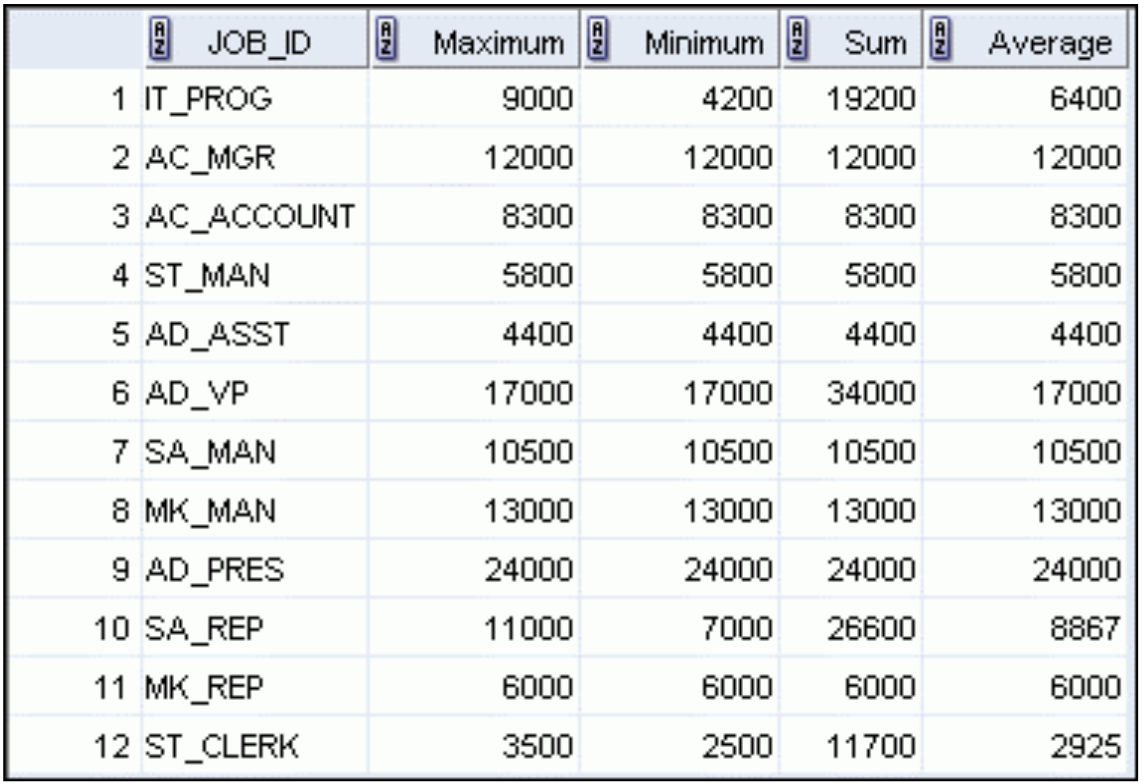 JOB_ID Maximum Minimum Sum Average
1 IT_PROG 9000 4200 19200 6400
2 AC_MGR 12000 12000 12000 12000
3 AC_ACCOUNT 8300 8300 8300 8300
4 ST_MAN 5800 5800 5800 5800
5 AD_ASST 4400 4400 4400 4400
6 AD_VP 17000 17000 34000 17000
7 SA_MAN 10500 10500 10500 10500
8 MK_MAN 13000 13000 13000 13000
9 AD_PRES 24000 24000 24000 24000
10 SA_REP 11000 7000 26600 8867
11 MK_REP 6000 6000 6000 6000
12 ST_CLERK 3500 2500 11700 2925